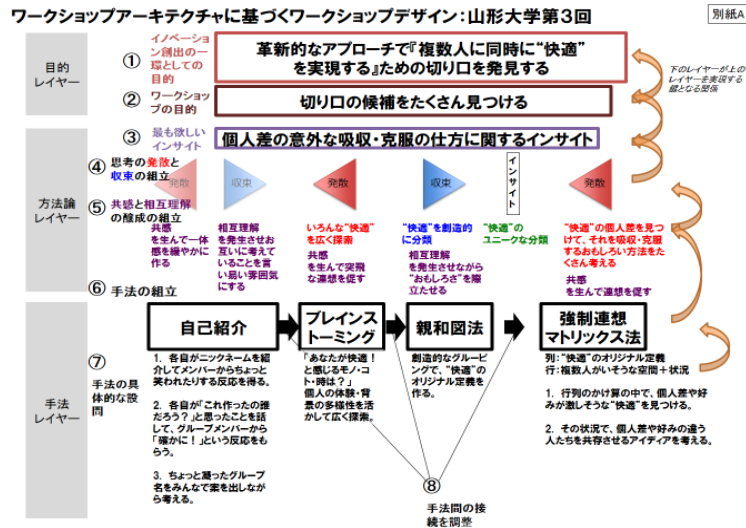 ワークショップアーキテクチャに基づくワークショップデザイン：山形大学第３回
別紙A
目的
レイヤー
①
イノベー
ション創出の一
環としての
目的
革新的なアプローチで『複数人に同時に“快適”
を実現する』ための切り口を発見する
下のレイヤーが上の
レイヤーを実現する
鍵となる関係
②
ワークショッ
プの目的
切り口の候補をたくさん見つける
③
最も欲しい
インサイト
個人差の意外な吸収・克服の仕方に関するインサイト
方法論
レイヤー
④
思考の発散と
収束の組立
発散
収束
発散
収束
インサイト
発散
⑤
共感と相互理解
の醸成の組立
共感
を生んで一体
感を緩やかに
作る
相互理解
を発生させお
互いに考えて
いることを言
い易い雰囲気
にする
いろんな“快適”
を広く探索
共感
を生んで突飛
な連想を促す
“快適”を創造的
に分類
相互理解
を発生させながら
“おもしろさ”を際
立たせる
“快適”の
ユニークな分類
“快適”の個人差を見つ
けて、それを吸収・克服
するおもしろい方法をた
くさん考える
共感
を生んで連想を促す
⑥
手法の組立
手法
レイヤー
自己紹介
ブレインス
トーミング
親和図法
強制連想
マトリックス法
⑦
手法の具
体的な設
問
1. 各自がニックネームを紹
介してメンバーからちょっと
笑われたりする反応を得る。
2. 各自が「これ作ったの誰
だろう？」と思ったことを話
して、グループメンバーから
「確かに！」という反応をも
らう。
3. ちょっと凝ったグループ
名をみんなで案を出しなが
ら考える。
「あなたが快適！
と感じるモノ・コ
ト・時は？」
個人の体験・背
景の多様性を活
かして広く探索。
創造的なグルーピ
ングで、“快適”の
オリジナル定義を
作る。
列：“快適”のオリジナル定義
行：複数人がいそうな空間＋状況
1. 行列のかけ算の中で、個人差や好
みが激しそうな“快適”を見つける。
2. その状況で、個人差や好みの違う
人たちを共存させるアイディアを考える。
⑧
手法間の接
続を調整